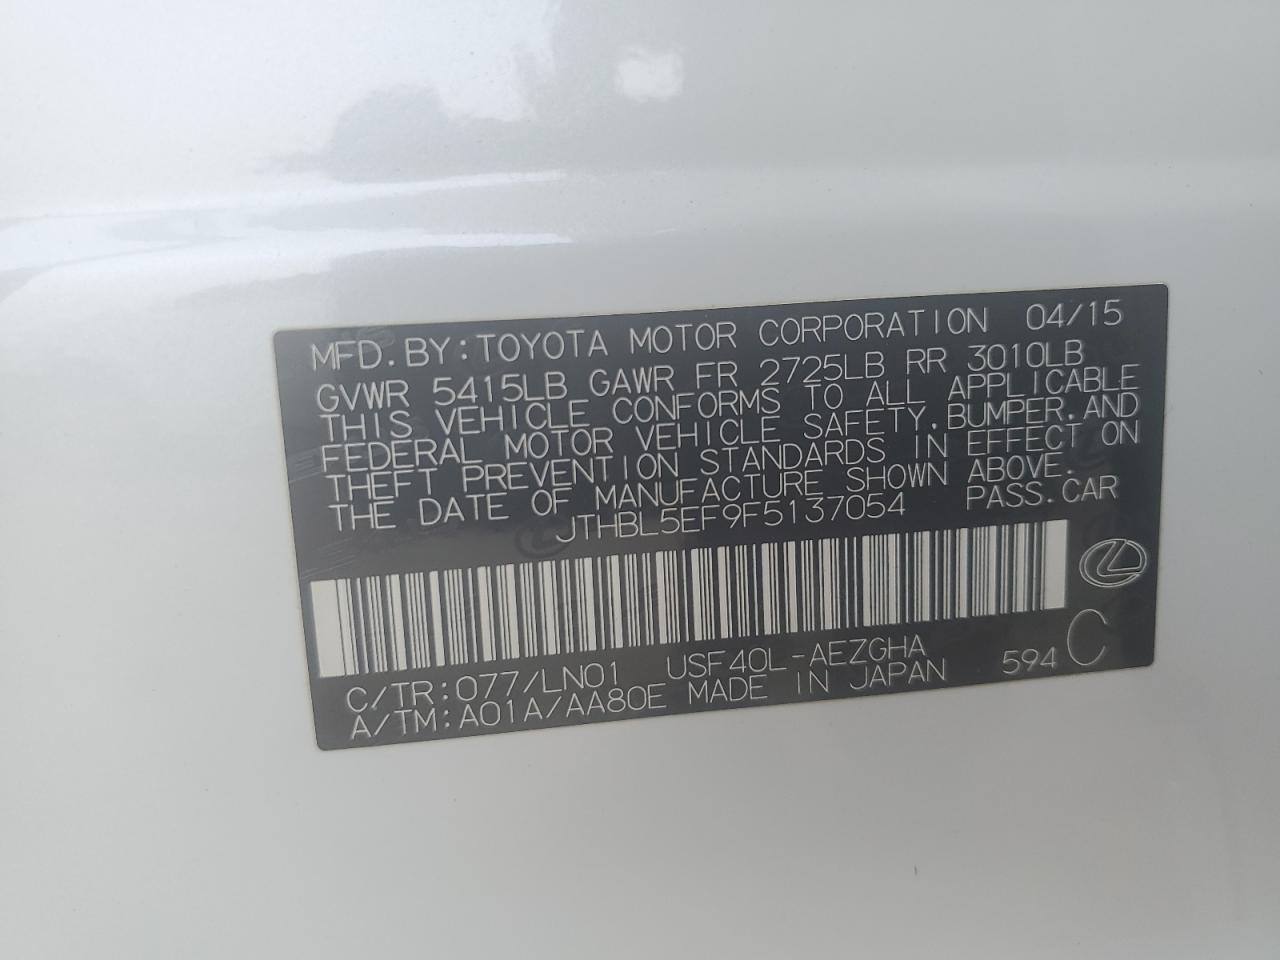 MFD.BY:TOYOTA MOTOR CORPORATION 04/15
GVWR 5415LB GAWR FR 2725LB RR 3010LB
THIS VEHICLE CONFORMS TO ALL APPLICABLE
FEDERAL MOTOR VEHICLE SAFETY,BUMPER,AND
THEFT PREVENTION STANDARDS IN EFFECT ON
THE DATE OF MANUFACTURE SHOWN ABOVE.
JTHBL5EF9F5137054 PASS.CAR
C/TR:077/LN01 USF40L-AEZGHA 594 C
A/TM:A01A/AA80E MADE IN JAPAN